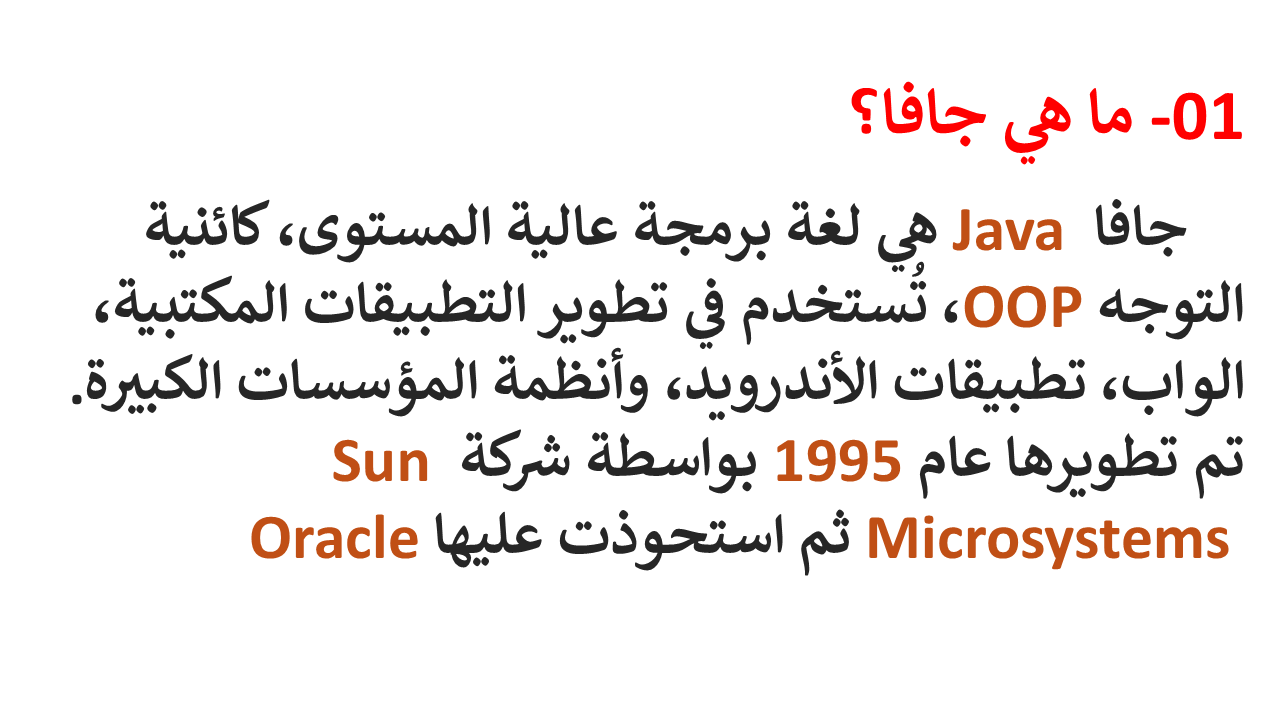 01- ما هي جافا؟
جافا Java هي لغة برمجة عالية المستوى، كائنية
التوجه OOP، تُستخدم في تطوير التطبيقات المكتبية،
الواب، تطبيقات الأندرويد، وأنظمة المؤسسات الكبيرة.
تم تطويرها عام 1995 بواسطة شركة Sun
Microsystems ثم استحوذت عليها Oracle